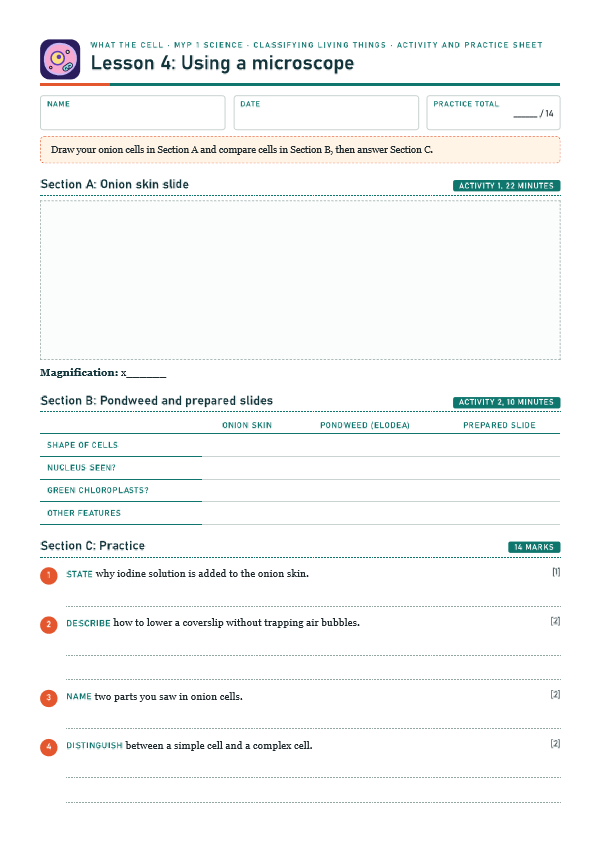 WHAT THE CELL · MYP 1 SCIENCE · CLASSIFYING LIVING THINGS · ACTIVITY AND PRACTICE SHEET
Lesson 4: Using a microscope
NAME
DATE
PRACTICE TOTAL
_____ / 14
Draw your onion cells in Section A and compare cells in Section B, then answer Section C.
Section A: Onion skin slide
ACTIVITY 1, 22 MINUTES
Magnification: x______
Section B: Pondweed and prepared slides
ACTIVITY 2, 10 MINUTES
ONION SKIN PONDWEED (ELODEA) PREPARED SLIDE
SHAPE OF CELLS
NUCLEUS SEEN?
GREEN CHLOROPLASTS?
OTHER FEATURES
Section C: Practice
14 MARKS
1 STATE why iodine solution is added to the onion skin. [1]
2 DESCRIBE how to lower a coverslip without trapping air bubbles. [2]
3 NAME two parts you saw in onion cells. [2]
4 DISTINGUISH between a simple cell and a complex cell. [2]